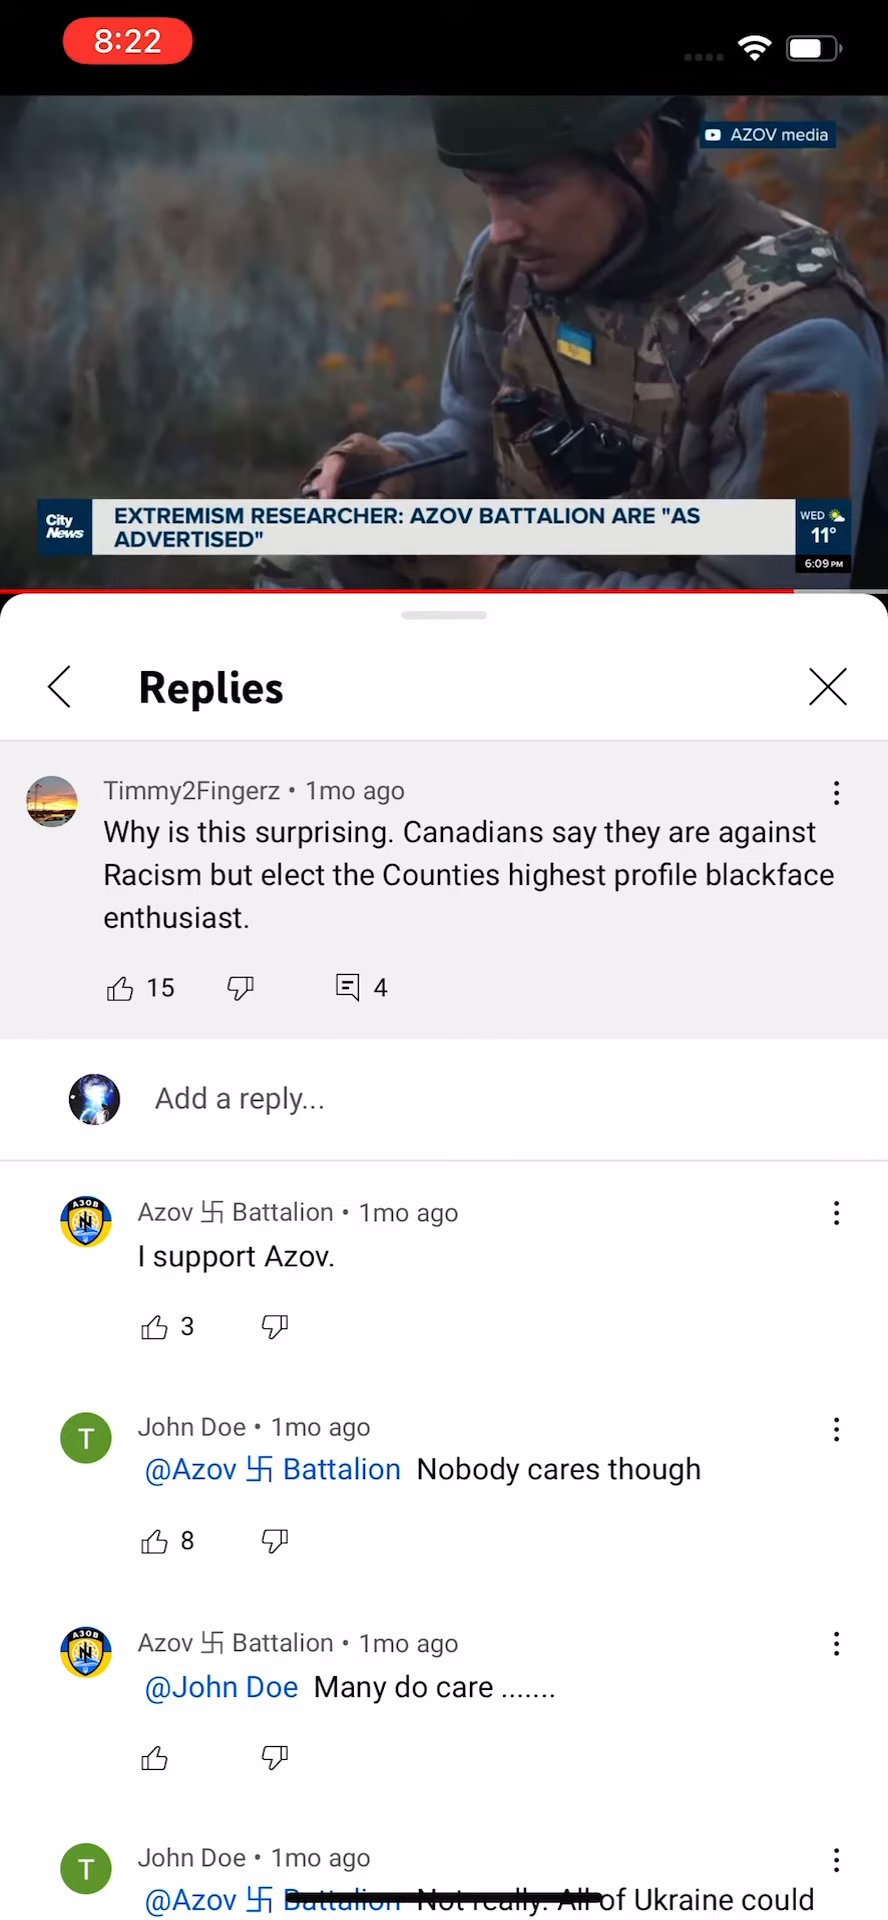 8:22
AZOV media
City
News
EXTREMISM RESEARCHER: AZOV BATTALION ARE "AS
ADVERTISED"
WED
11°
6:09 PM
Replies
Timmy2Fingerz • 1mo ago
Why is this surprising. Canadians say they are against
Racism but elect the Counties highest profile blackface
enthusiast.
15
4
Add a reply...
АЗОВ
Azov 卐 Battalion • 1mo ago
I support Azov.
3
T
John Doe • 1mo ago
@Azov 卐 Battalion Nobody cares though
8
АЗОВ
Azov 卐 Battalion • 1mo ago
@John Doe Many do care .......
T
John Doe • 1mo ago
@Azov 卐 Battalion Not really. All of Ukraine could